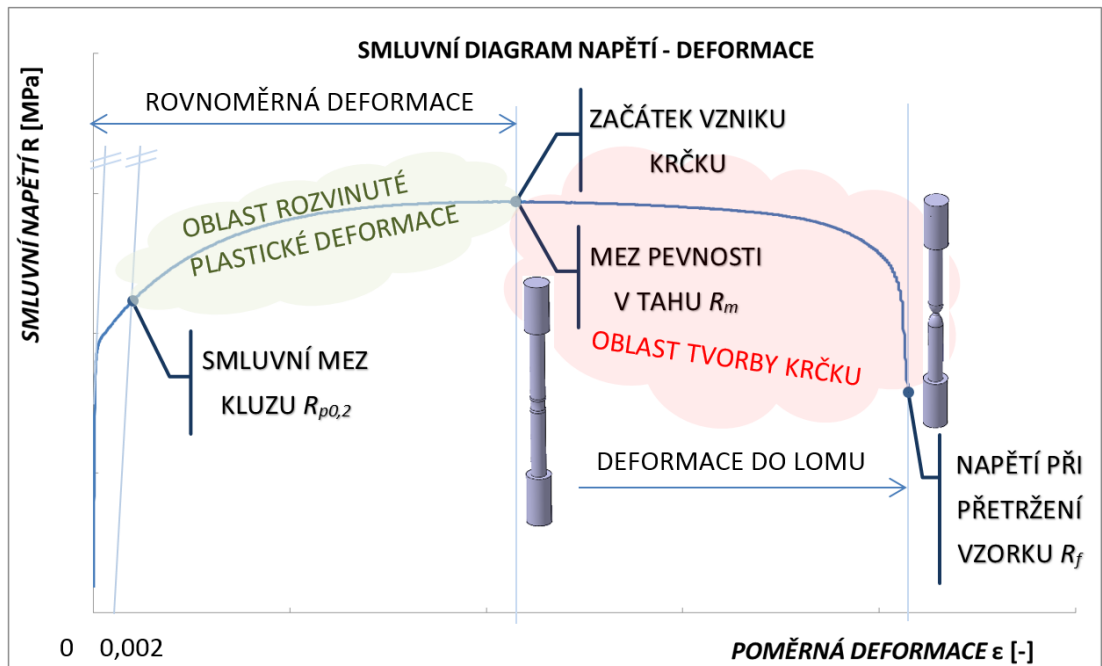 SMLUVNÍ DIAGRAM NAPĚTÍ - DEFORMACE
SMLUVNÍ NAPĚTÍ R [MPa]
ROVNOMĚRNÁ DEFORMACE
ZAČÁTEK VZNIKU
KRČKU
OBLAST ROZVINUTÉ
PLASTICKÉ DEFORMACE
MEZ PEVNOSTI
V TAHU Rm
OBLAST TVORBY KRČKU
SMLUVNÍ MEZ
KLUZU Rp0,2
DEFORMACE DO LOMU
NAPĚTÍ PŘI
PŘETRŽENÍ
VZORKU Rf
0 0,002
POMĚRNÁ DEFORMACE ε [-]